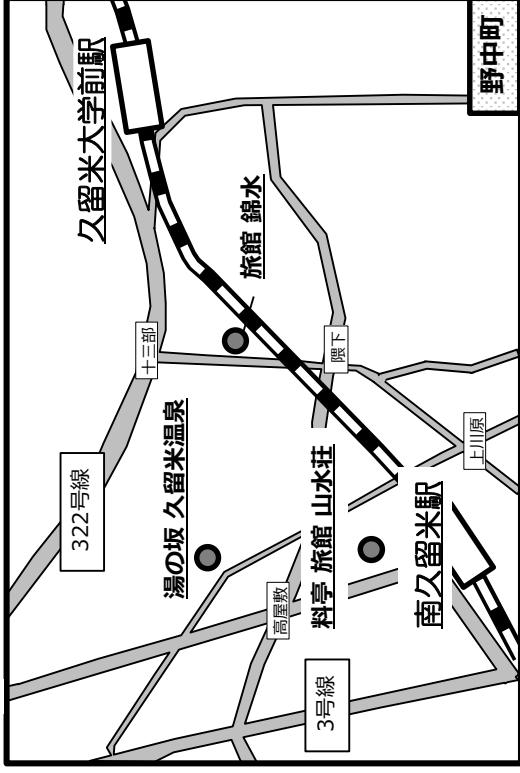 野中町
久留米大学前駅
旅館 錦水
十三部
隈下
322号線
湯の坂 久留米温泉
料亭 旅館 山水荘
上川原
南久留米駅
高屋敷
3号線